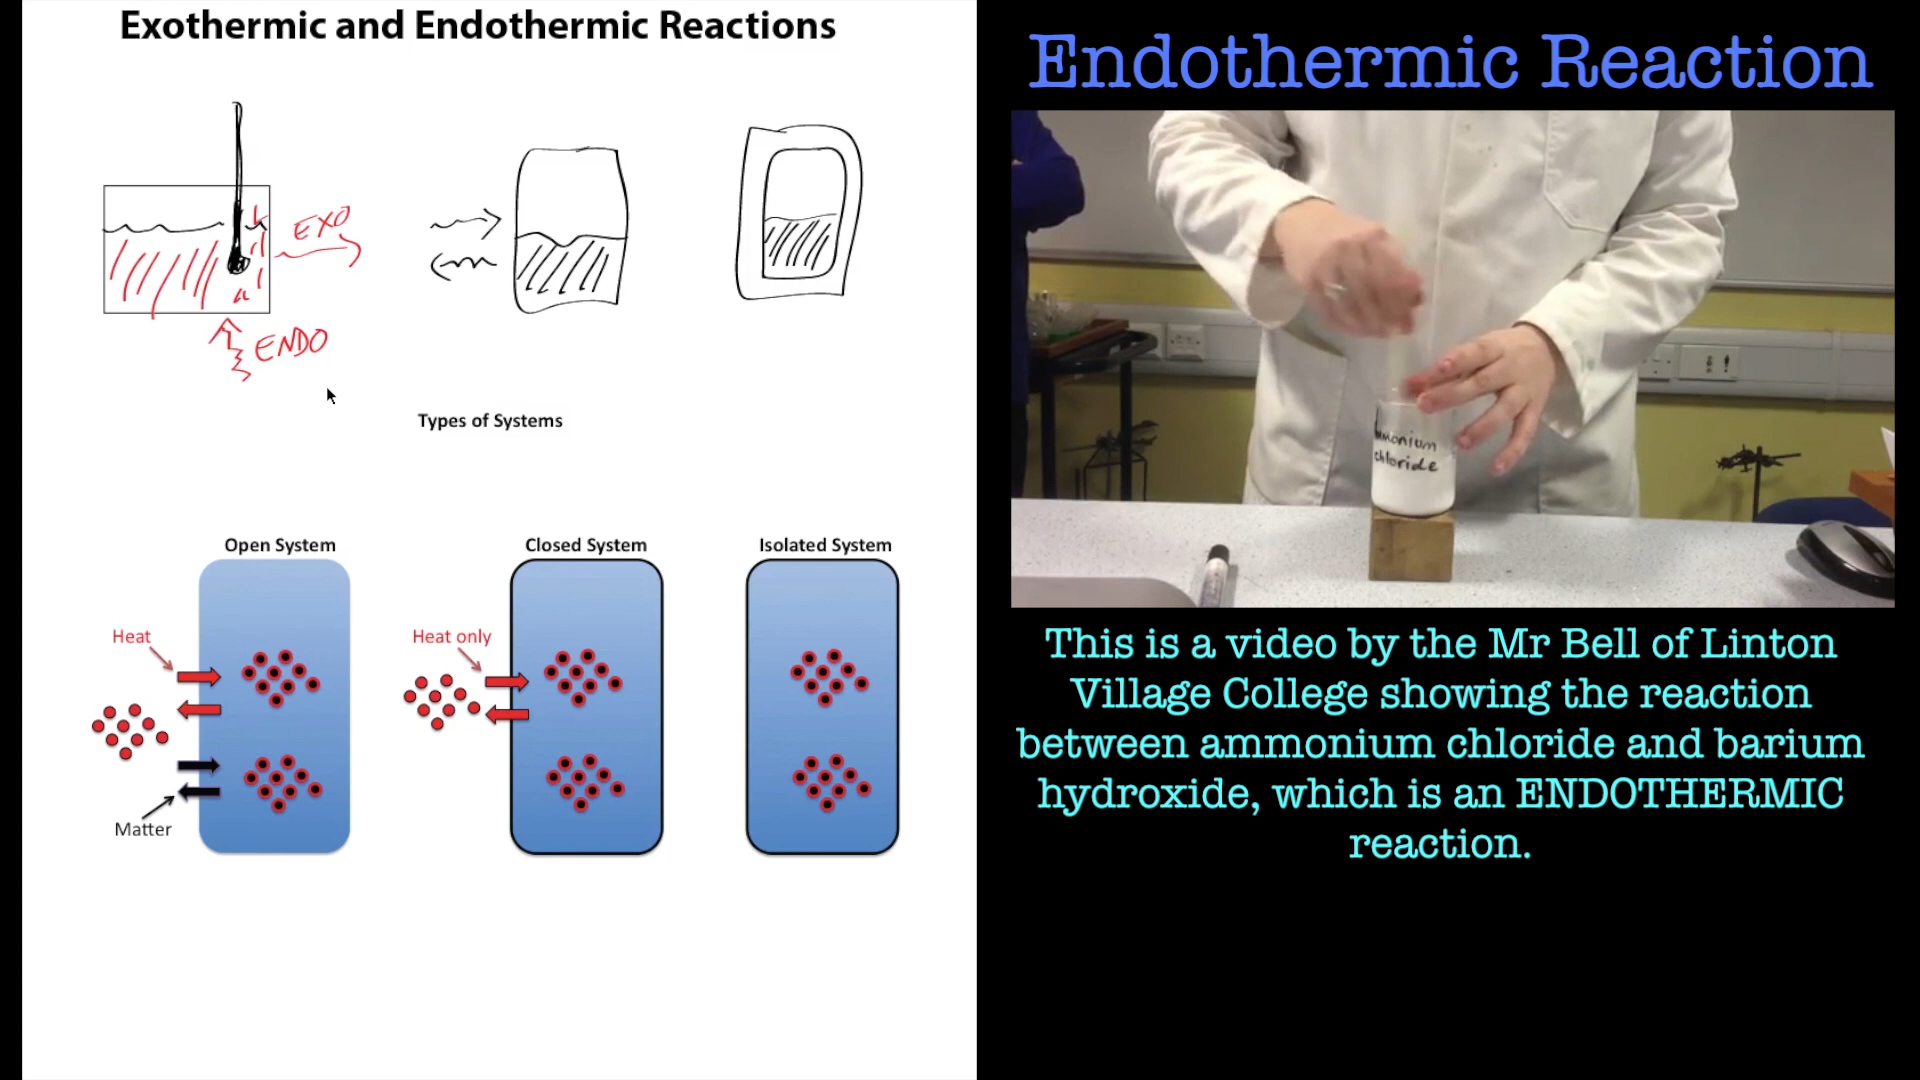 Exothermic and Endothermic Reactions
EXO
ENDO
Types of Systems
Open System
Closed System
Isolated System
Heat
Heat only
Matter
Endothermic Reaction
mmonium
chloride
This is a video by the Mr Bell of Linton
Village College showing the reaction
between ammonium chloride and barium
hydroxide, which is an ENDOTHERMIC
reaction.